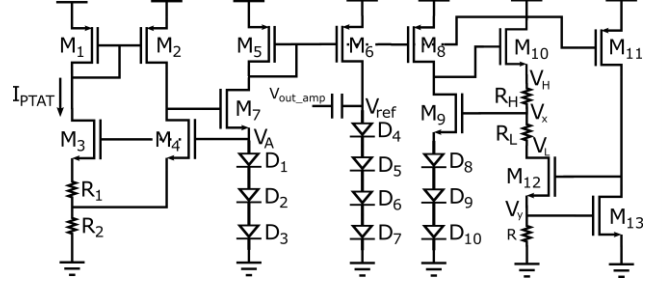 M1
M2
M5
M6
M8
M10
M11
IPTAT
M7
Vout_amp
Vref
M9
VH
RH
Vx
RL
VL
M3
M4
VA
D1
D4
D8
M12
R1
D2
D5
D9
Vy
M13
R2
D3
D6
D10
R
D7